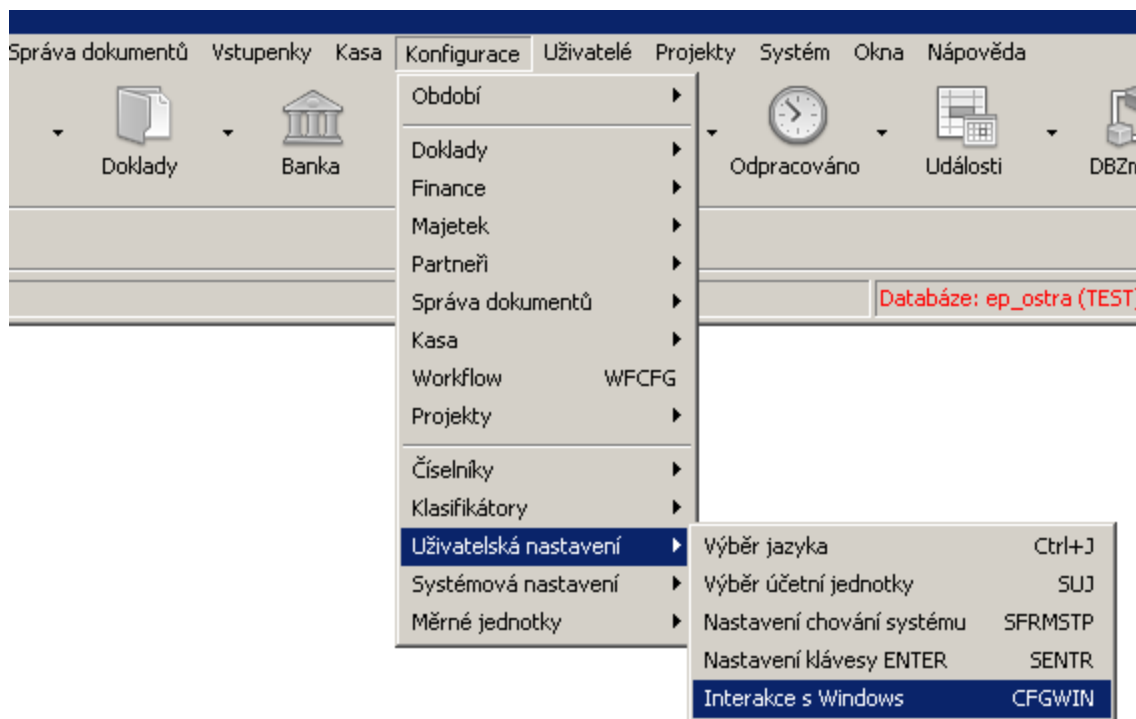 Správa dokumentů Vstupenky Kasa Konfigurace Uživatelé Projekty Systém Okna Nápověda
Doklady Banka Odpracováno Události
Databáze: ep_ostra (TEST)
Období
Doklady
Finance
Majetek
Partneři
Správa dokumentů
Kasa
Workflow WFCFG
Projekty
Číselníky
Klasifikátory
Uživatelská nastavení
Systémová nastavení
Měrné jednotky
Výběr jazyka Ctrl+J
Výběr účetní jednotky SUJ
Nastavení chování systému SFRMSTP
Nastavení klávesy ENTER SENTR
Interakce s Windows CFGWIN